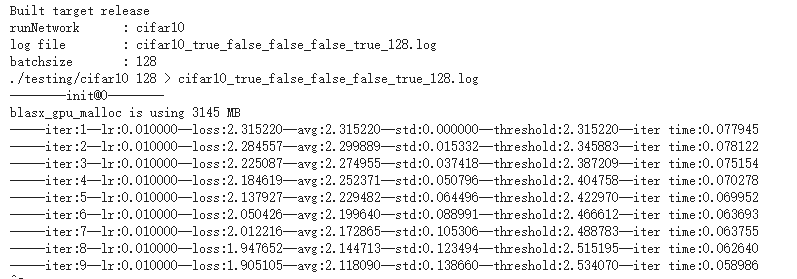 Built target release
runNetwork : cifar10
log file : cifar10_true_false_false_false_true_128.log
batchsize : 128
./testing/cifar10 128 > cifar10_true_false_false_false_true_128.log
————init@0————
blasx_gpu_malloc is using 3145 MB
——iter:1—lr:0.010000—loss:2.315220—avg:2.315220—std:0.000000—threshold:2.315220—iter time:0.077945
——iter:2—lr:0.010000—loss:2.284557—avg:2.299889—std:0.015332—threshold:2.345883—iter time:0.078122
——iter:3—lr:0.010000—loss:2.225087—avg:2.274955—std:0.037418—threshold:2.387209—iter time:0.075154
——iter:4—lr:0.010000—loss:2.184619—avg:2.252371—std:0.050796—threshold:2.404758—iter time:0.070278
——iter:5—lr:0.010000—loss:2.137927—avg:2.229482—std:0.064496—threshold:2.422970—iter time:0.069952
——iter:6—lr:0.010000—loss:2.050426—avg:2.199640—std:0.088991—threshold:2.466612—iter time:0.063693
——iter:7—lr:0.010000—loss:2.012216—avg:2.172865—std:0.105306—threshold:2.488783—iter time:0.063755
——iter:8—lr:0.010000—loss:1.947652—avg:2.144713—std:0.123494—threshold:2.515195—iter time:0.062640
——iter:9—lr:0.010000—loss:1.905105—avg:2.118090—std:0.138660—threshold:2.534070—iter time:0.058986